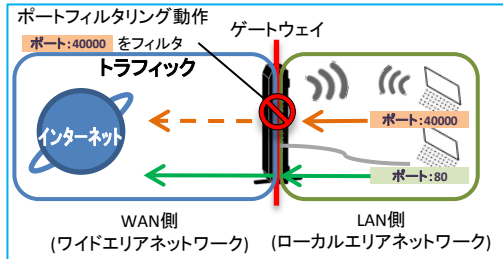 ポートフィルタリング動作
ポート:40000 をフィルタ
ゲートウェイ
トラフィック
インターネット
ポート:40000
ポート:80
WAN側
(ワイドエリアネットワーク)
LAN側
(ローカルエリアネットワーク)